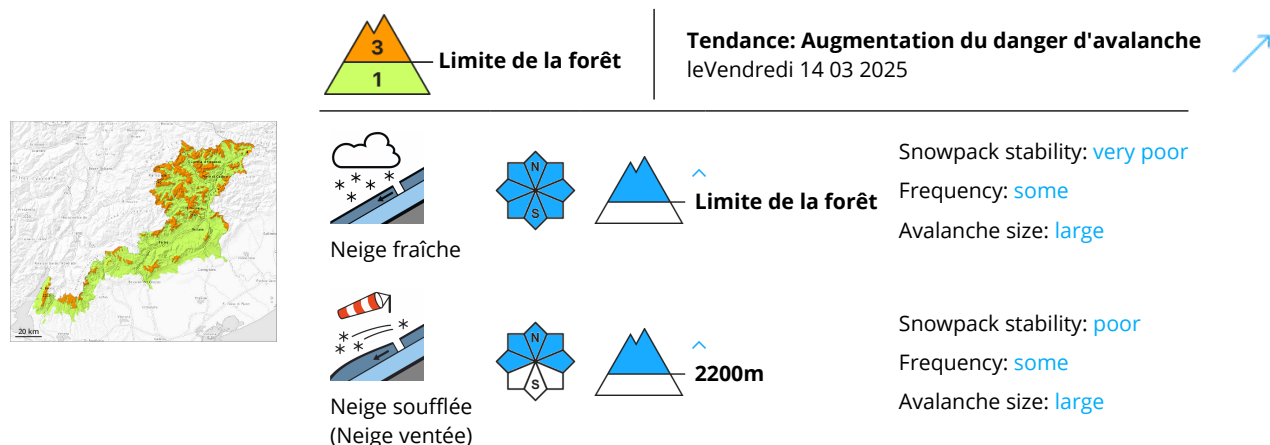 3
1
Limite de la forêt
Tendance: Augmentation du danger d'avalanche
leVendredi 14 03 2025
20 km
N
S
Limite de la forêt
Neige fraîche
Snowpack stability: very poor
Frequency: some
Avalanche size: large
N
S
2200m
Neige soufflée
(Neige ventée)
Snowpack stability: poor
Frequency: some
Avalanche size: large